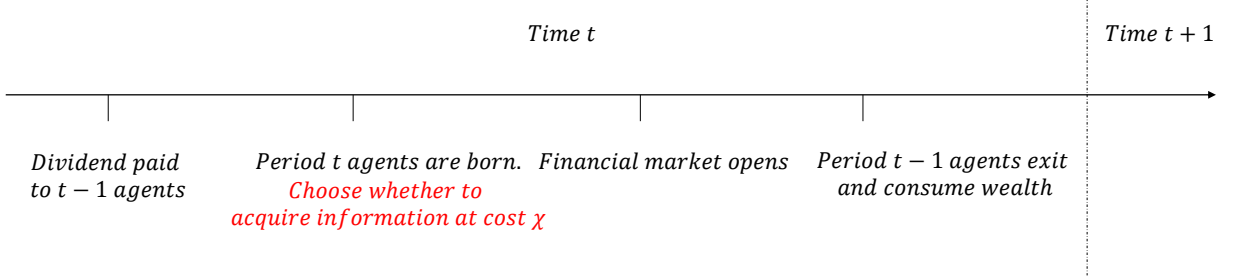 Time t
Time t + 1
Dividend paid
to t − 1 agents
Period t agents are born.
Choose whether to
acquire information at cost χ
Financial market opens
Period t − 1 agents exit
and consume wealth